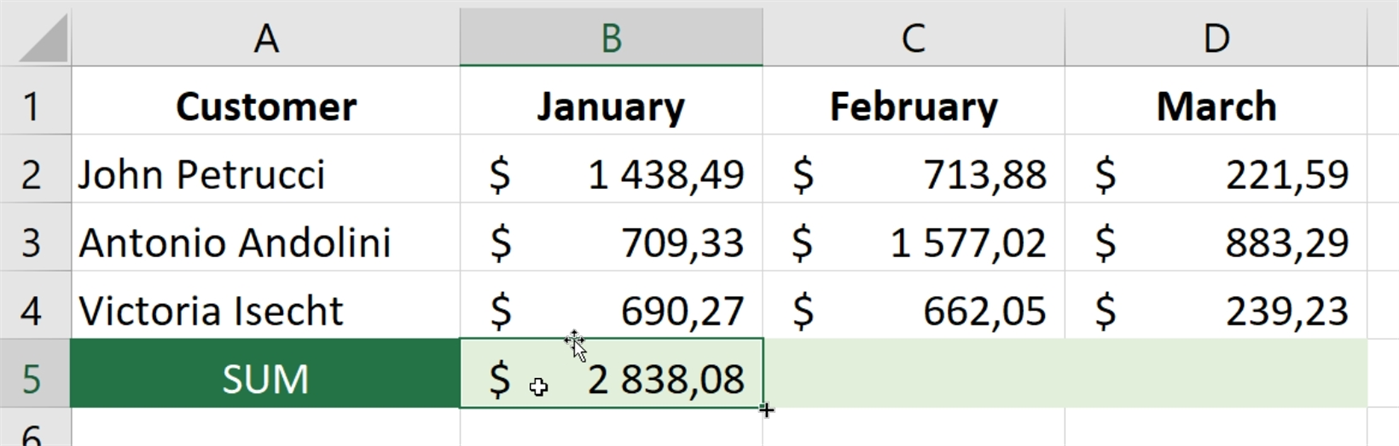 A B C D
1 Customer January February March
2 John Petrucci $ 1 438,49 $ 713,88 $ 221,59
3 Antonio Andolini $ 709,33 $ 1 577,02 $ 883,29
4 Victoria Isecht $ 690,27 $ 662,05 $ 239,23
5 SUM $ 2 838,08
6